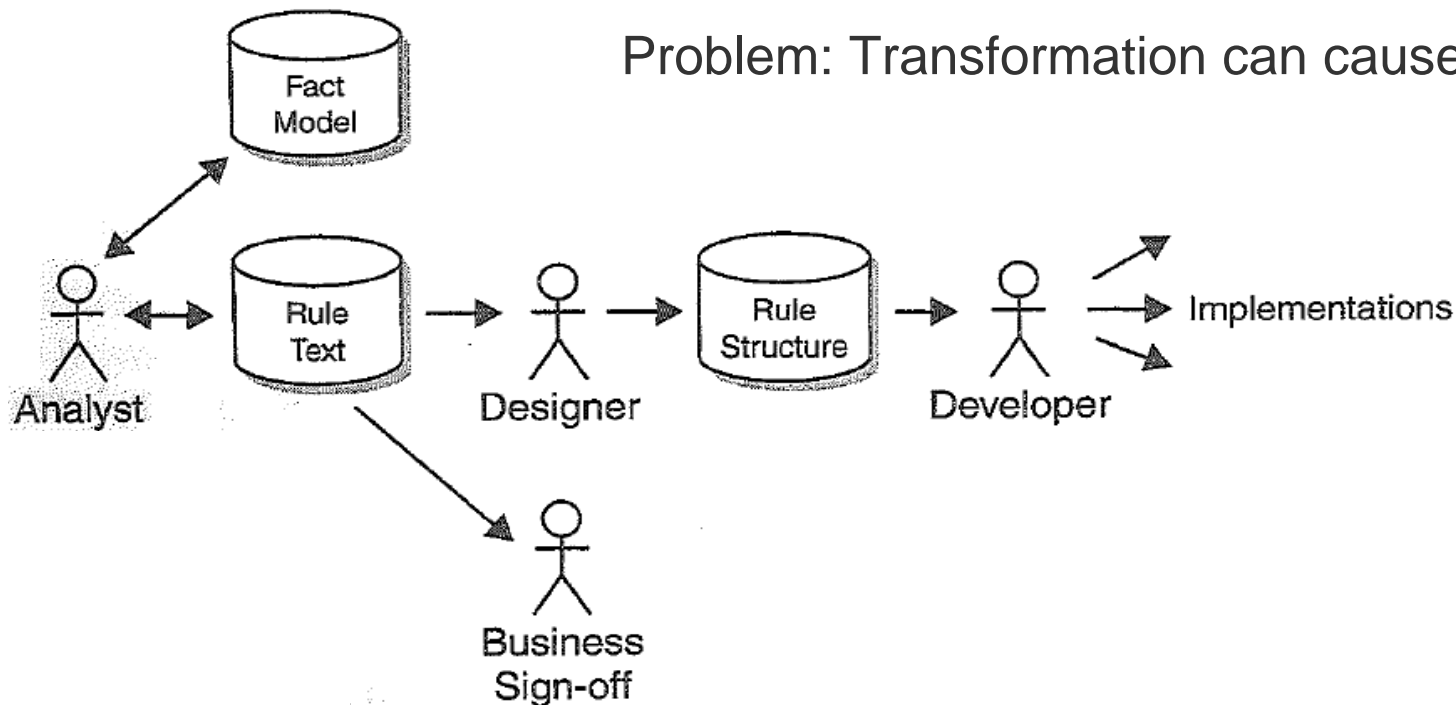 Problem: Transformation can cause
Fact
Model
Rule
Text
Rule
Structure
Implementations
Analyst
Designer
Developer
Business
Sign-off